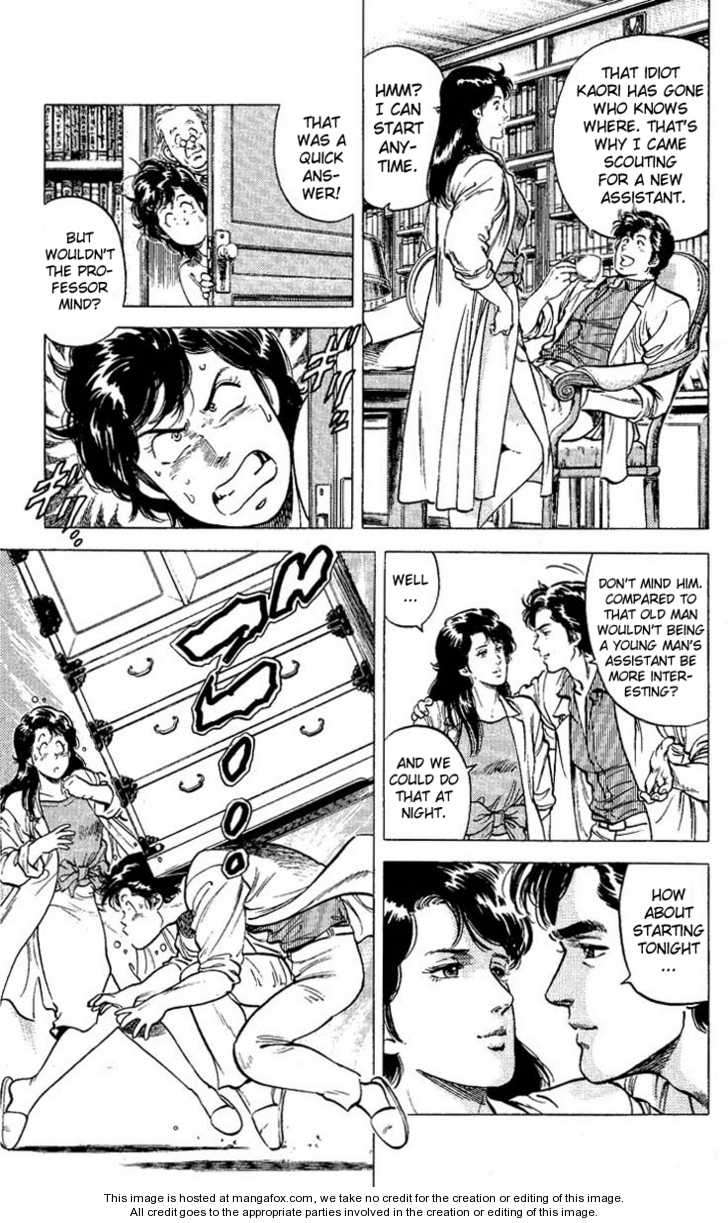 THAT IDIOT
KAORI HAS GONE
WHO KNOWS
WHERE. THAT'S
WHY I CAME
SCOUTING
FOR A NEW
ASSISTANT.
HMM?
I CAN
START
ANY-
TIME.
THAT
WAS A
QUICK
ANS-
WER!
BUT
WOULDN'T
THE PRO-
FESSOR
MIND?
DON'T MIND HIM.
COMPARED TO
THAT OLD MAN
WOULDN'T BEING
A YOUNG MAN'S
ASSISTANT BE
MORE INTER-
ESTING?
WELL
...
AND WE
COULD DO
THAT AT
NIGHT.
HOW
ABOUT
STARTING
TONIGHT
...
This image is hosted at mangafox.com, we take no credit for the creation or editing of this image.
All credit goes to the appropriate parties involved in the creation or editing of this image.